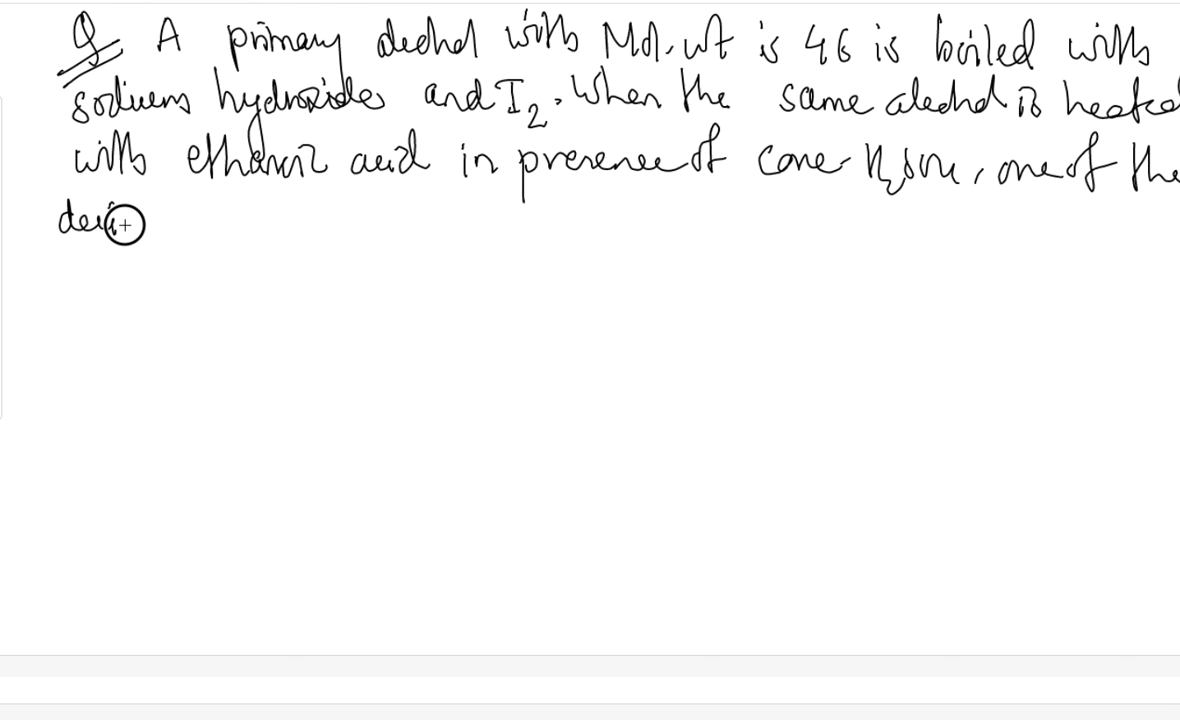 Q A primary alcohol with Mol. wt is 46 is boiled with
sodium hydroxides and I2. When the same alcohol is heated
with ethanoic acid in presence of conc H2SO4, one of the